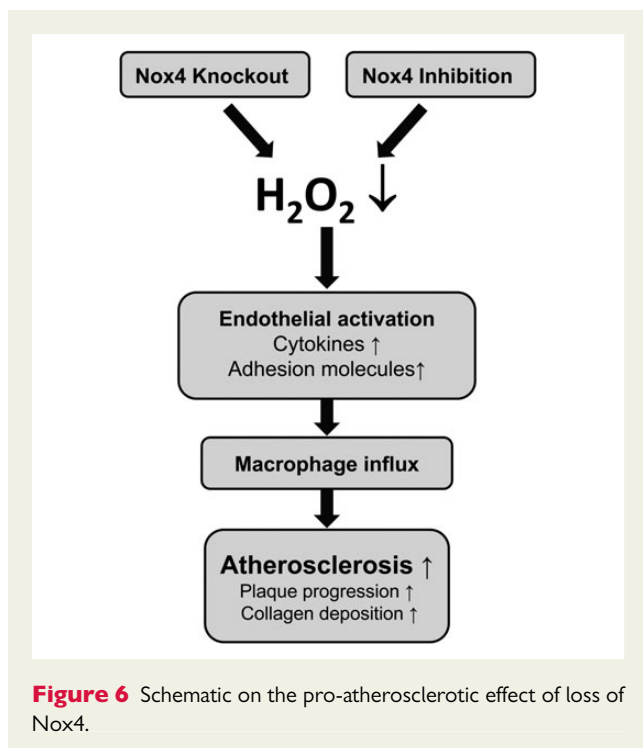 Nox4 Knockout Nox4 Inhibition
H₂O₂ ↓
Endothelial activation
Cytokines ↑
Adhesion molecules↑
Macrophage influx
Atherosclerosis ↑
Plaque progression ↑
Collagen deposition ↑
Figure 6 Schematic on the pro-atherosclerotic effect of loss of
Nox4.